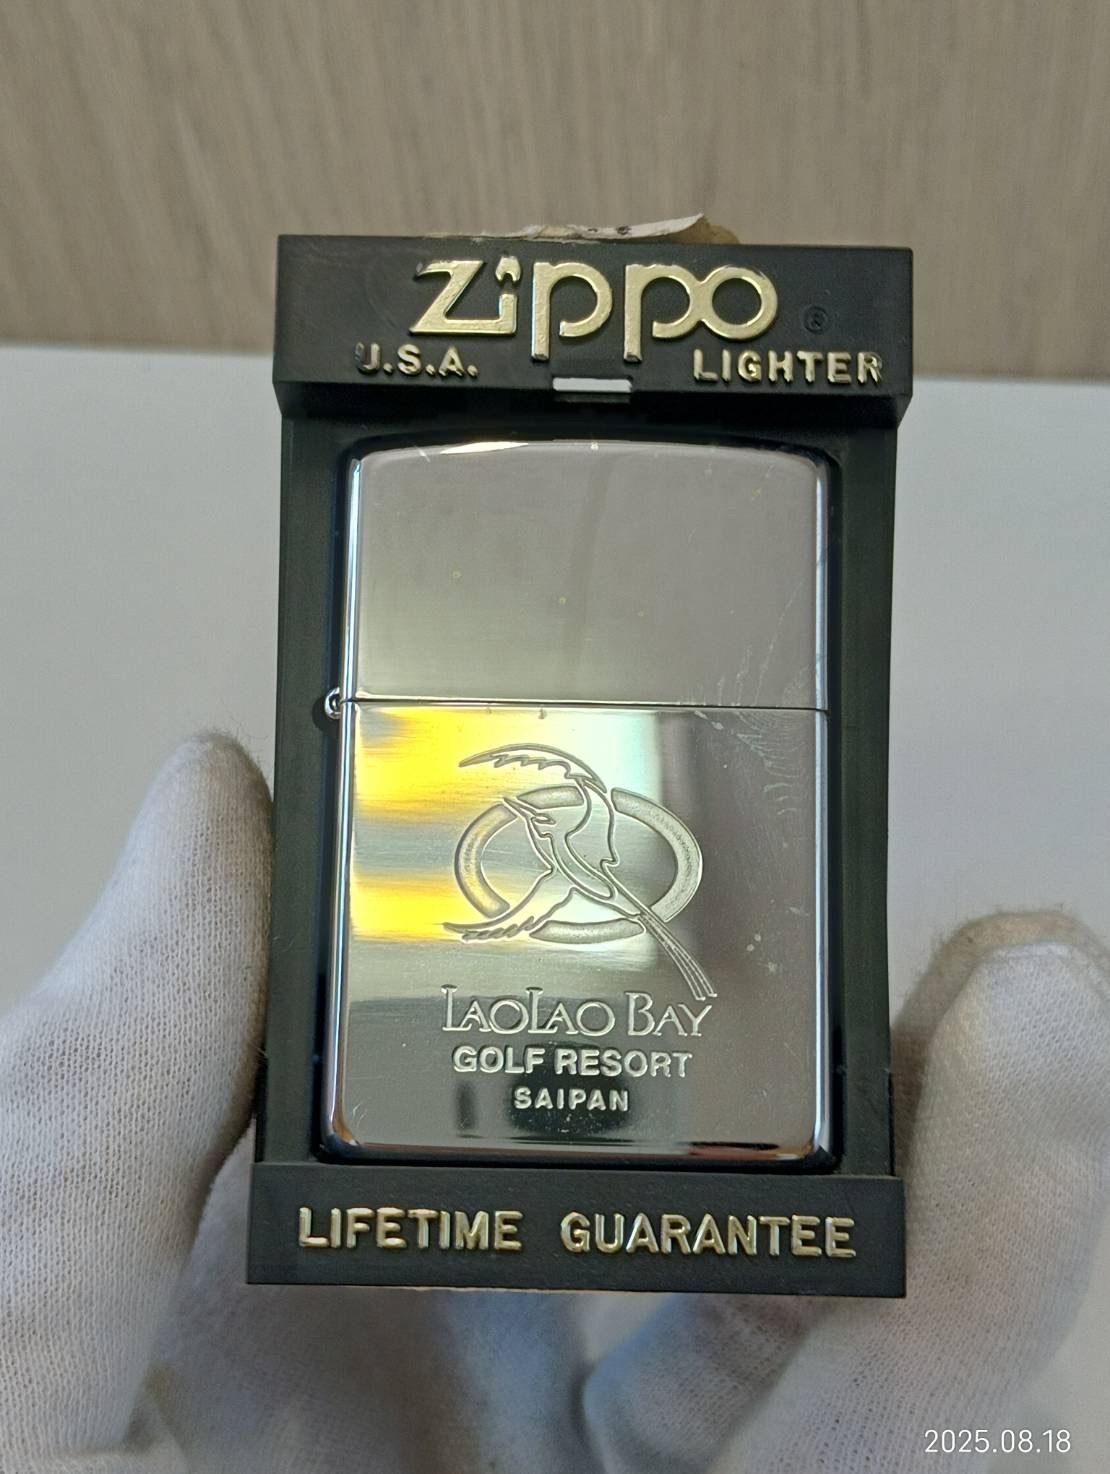 Zippo ®
U.S.A. LIGHTER
LAOLAO BAY
GOLF RESORT
SAIPAN
LIFETIME GUARANTEE
2025.08.18